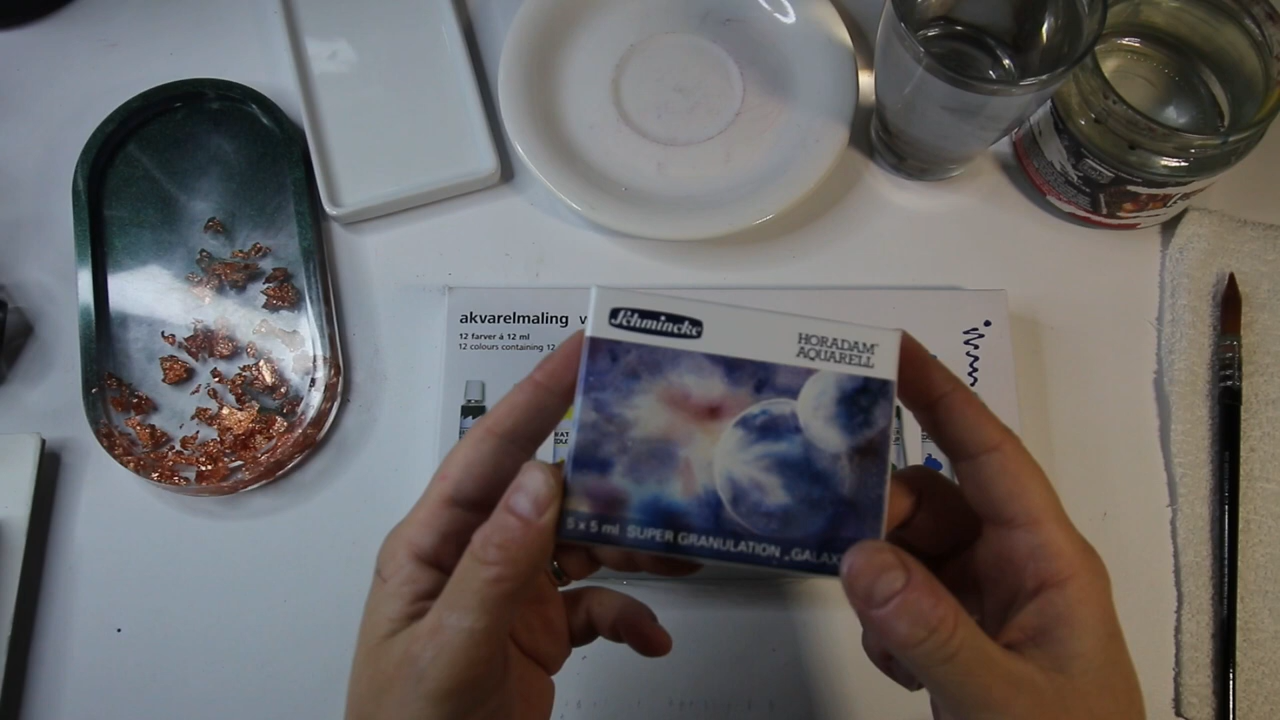 akvarelmaling v
12 farver à 12 ml
12 colours containing 12
Schmincke
HORADAM
AQUARELL
5 x 5 ml SUPER GRANULATION „GALAX